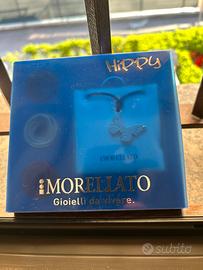 HIPPY
MORELLATO
MORELLATO
Gioielli da vivere.
subito